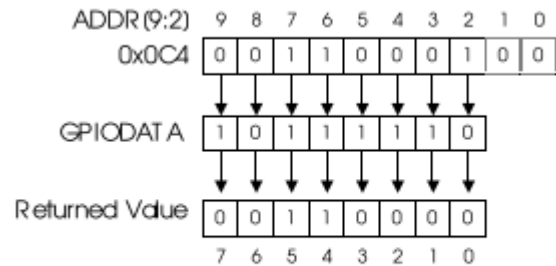 ADDR(9:2) 9 8 7 6 5 4 3 2 1 0
0x0C4 0 0 1 1 0 0 0 1 0 0
GPIODATA 1 0 1 1 1 1 1 0
Returned Value 0 0 1 1 0 0 0 0
7 6 5 4 3 2 1 0